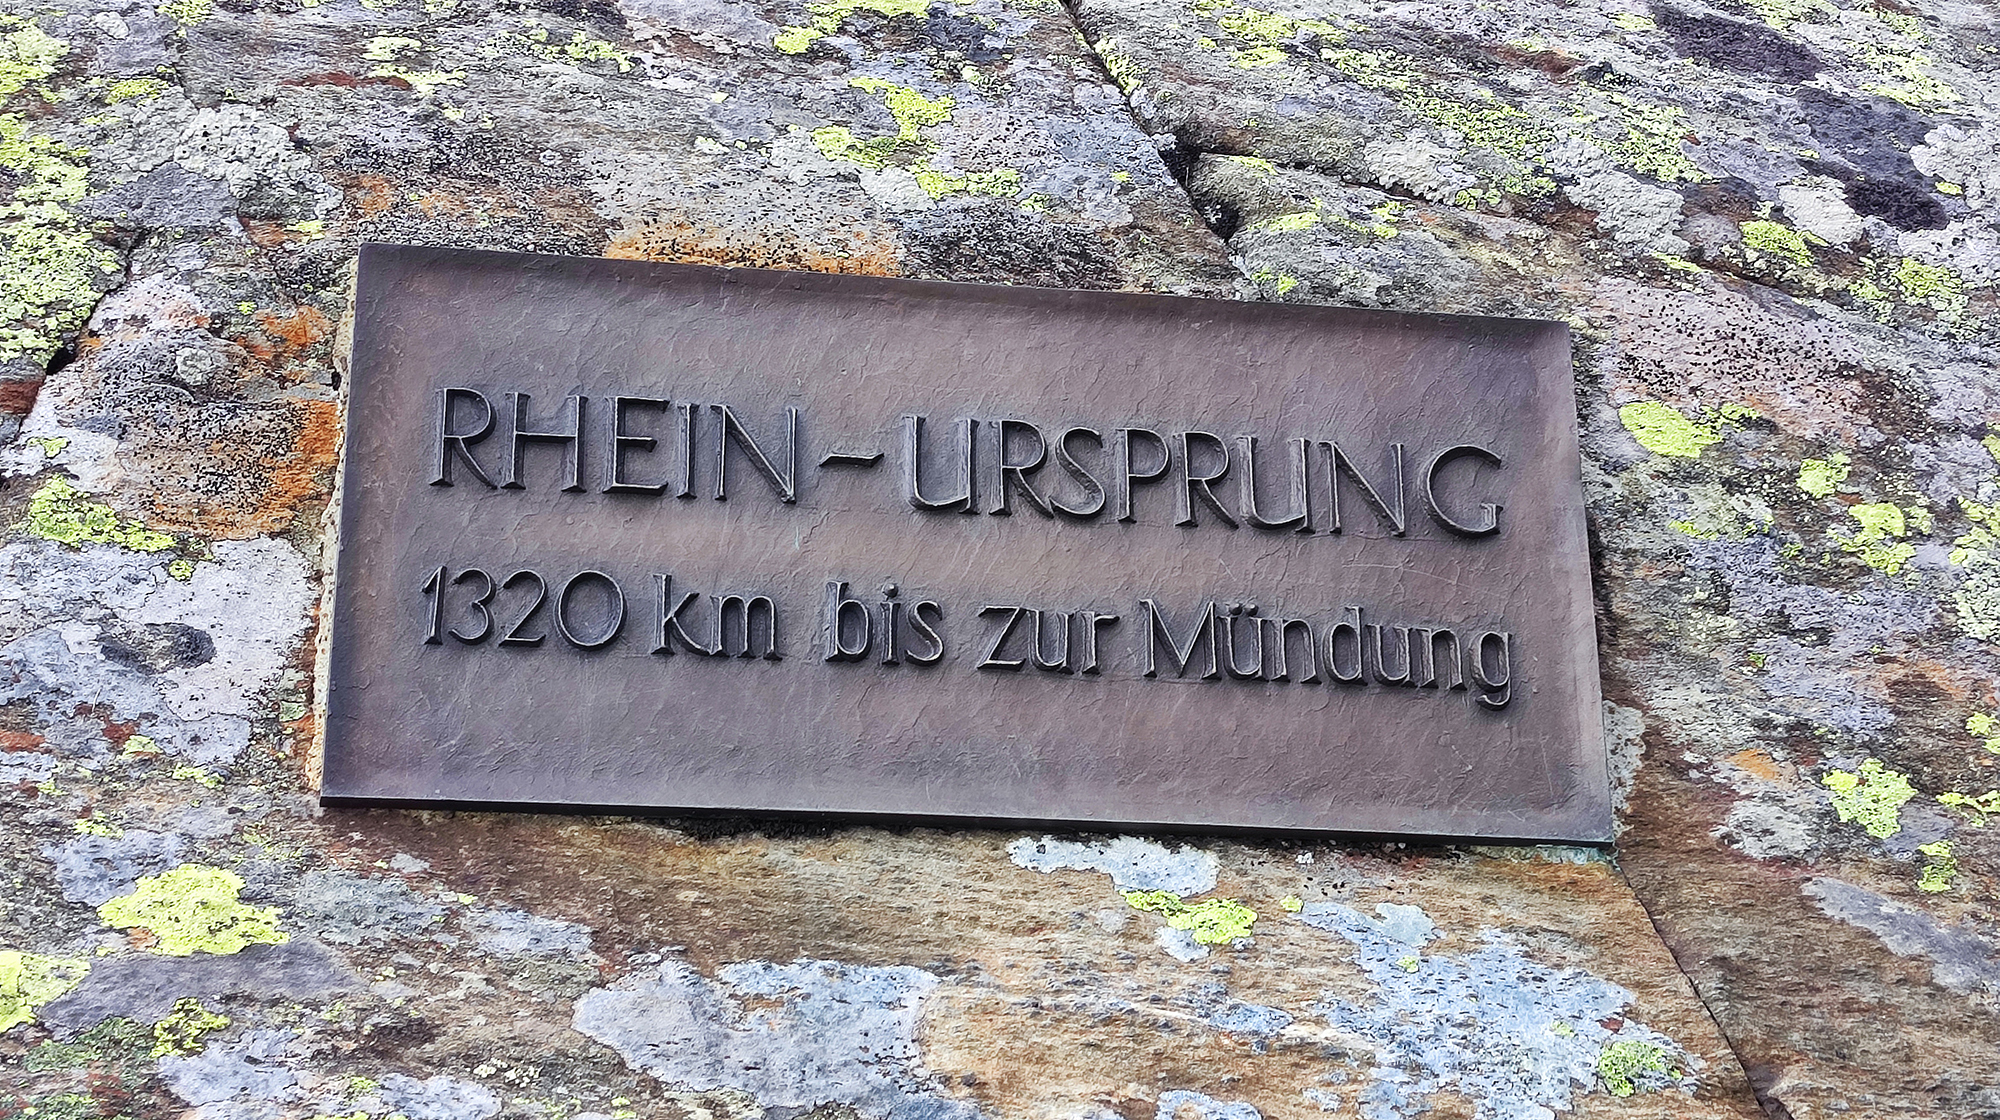 RHEIN-URSPRUNG
1320 km bis zur Mündung